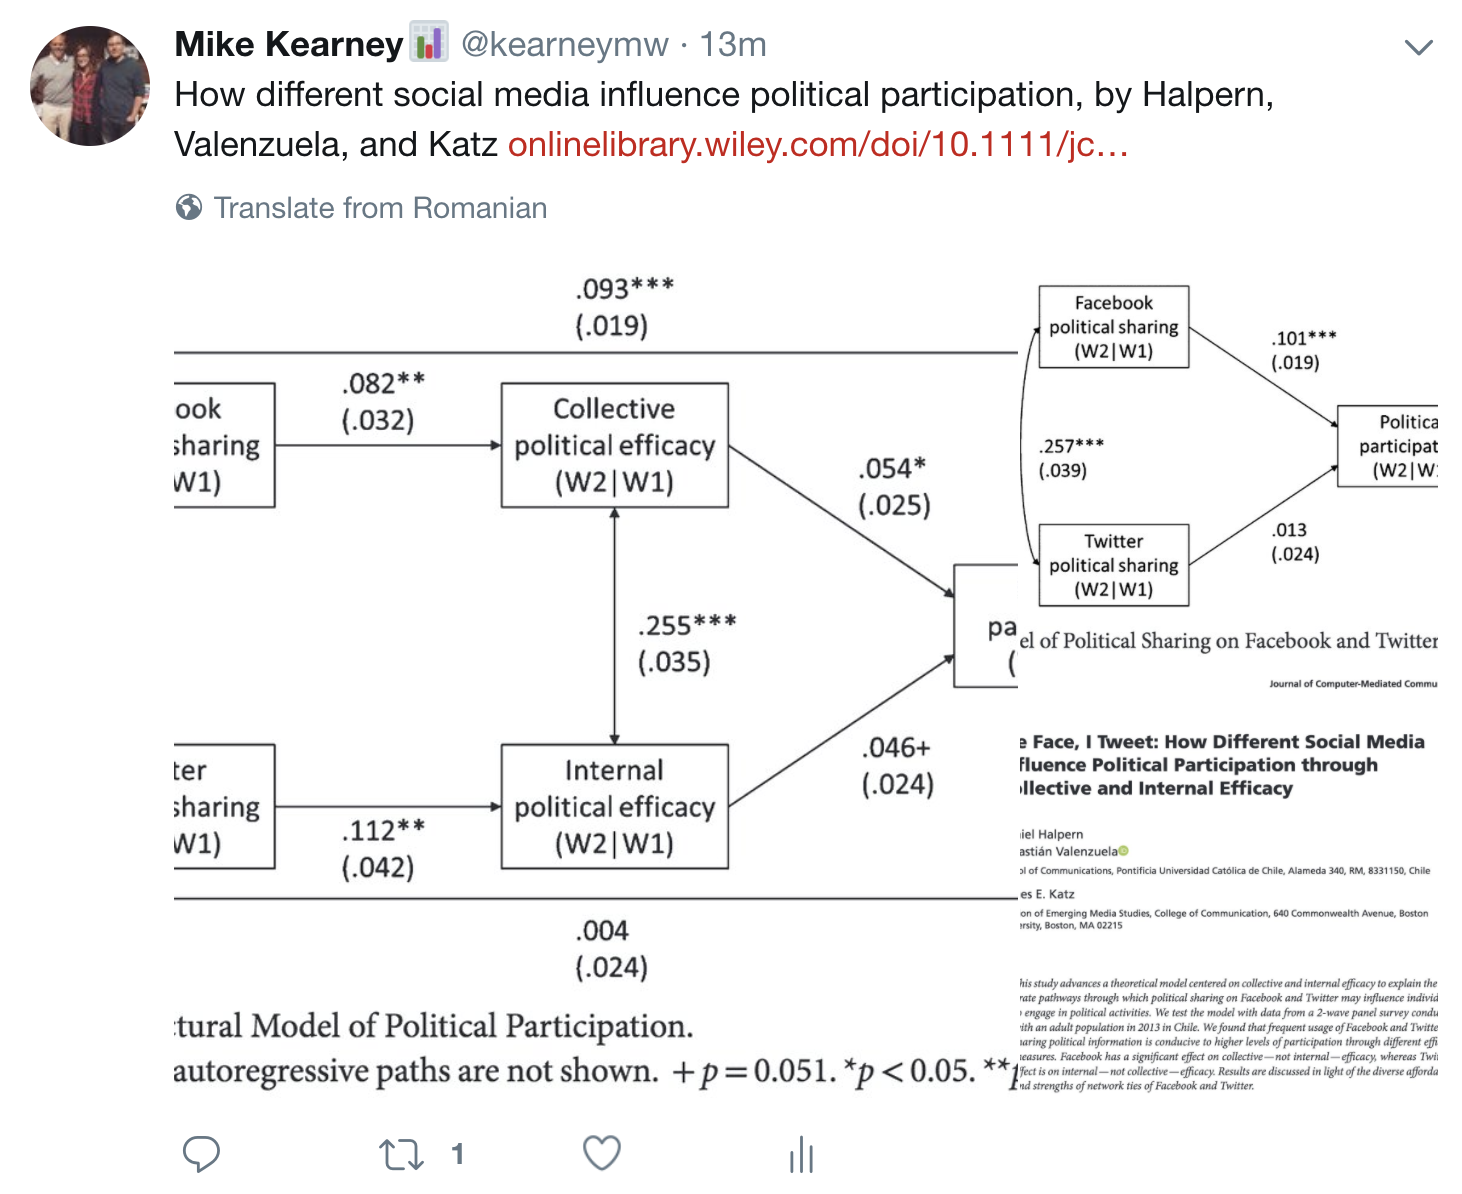 Mike Kearney @kearneymw · 13m
How different social media influence political participation, by Halpern,
Valenzuela, and Katz onlinelibrary.wiley.com/doi/10.1111/jc…
Translate from Romanian
.093***
(.019)
ook
sharing
W1)
.082**
(.032)
Collective
political efficacy
(W2|W1)
.054*
(.025)
.255***
(.035)
pa
(
ter
sharing
W1)
.112**
(.042)
Internal
political efficacy
(W2|W1)
.046+
(.024)
.004
(.024)
tural Model of Political Participation.
autoregressive paths are not shown. +p=0.051. *p<0.05. **p
Facebook
political sharing
(W2|W1)
.101***
(.019)
.257***
(.039)
Politica
participat
(W2|W
Twitter
political sharing
(W2|W1)
.013
(.024)
el of Political Sharing on Facebook and Twitter
Journal of Computer-Mediated Commu
e Face, I Tweet: How Different Social Media
fluence Political Participation through
llective and Internal Efficacy
iel Halpern
astián Valenzuela
ol of Communications, Pontificia Universidad Católica de Chile, Alameda 340, RM, 8331150, Chile
es E. Katz
on of Emerging Media Studies, College of Communication, 640 Commonwealth Avenue, Boston
ersity, Boston, MA 02215
his study advances a theoretical model centered on collective and internal efficacy to explain the
rate pathways through which political sharing on Facebook and Twitter may influence individ
engage in political activities. We test the model with data from a 2-wave panel survey condu
ith an adult population in 2013 in Chile. We found that frequent usage of Facebook and Twitte
aring political information is conducive to higher levels of participation through different effi
easures. Facebook has a significant effect on collective—not internal—efficacy, whereas Twit
fect is on internal—not collective—efficacy. Results are discussed in light of the diverse afforda
nd strengths of network ties of Facebook and Twitter.
1